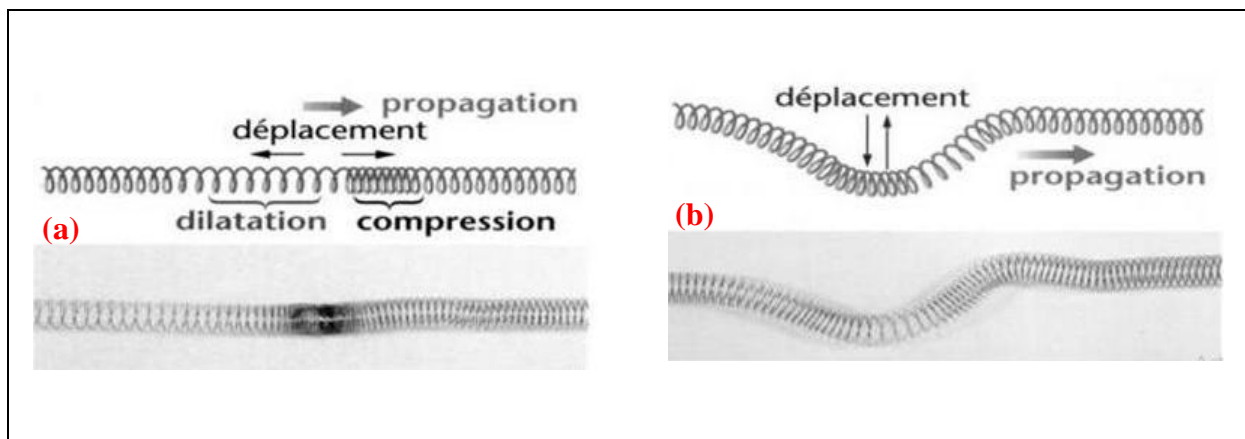 propagation
déplacement
dilatation
compression
(a)
déplacement
propagation
(b)